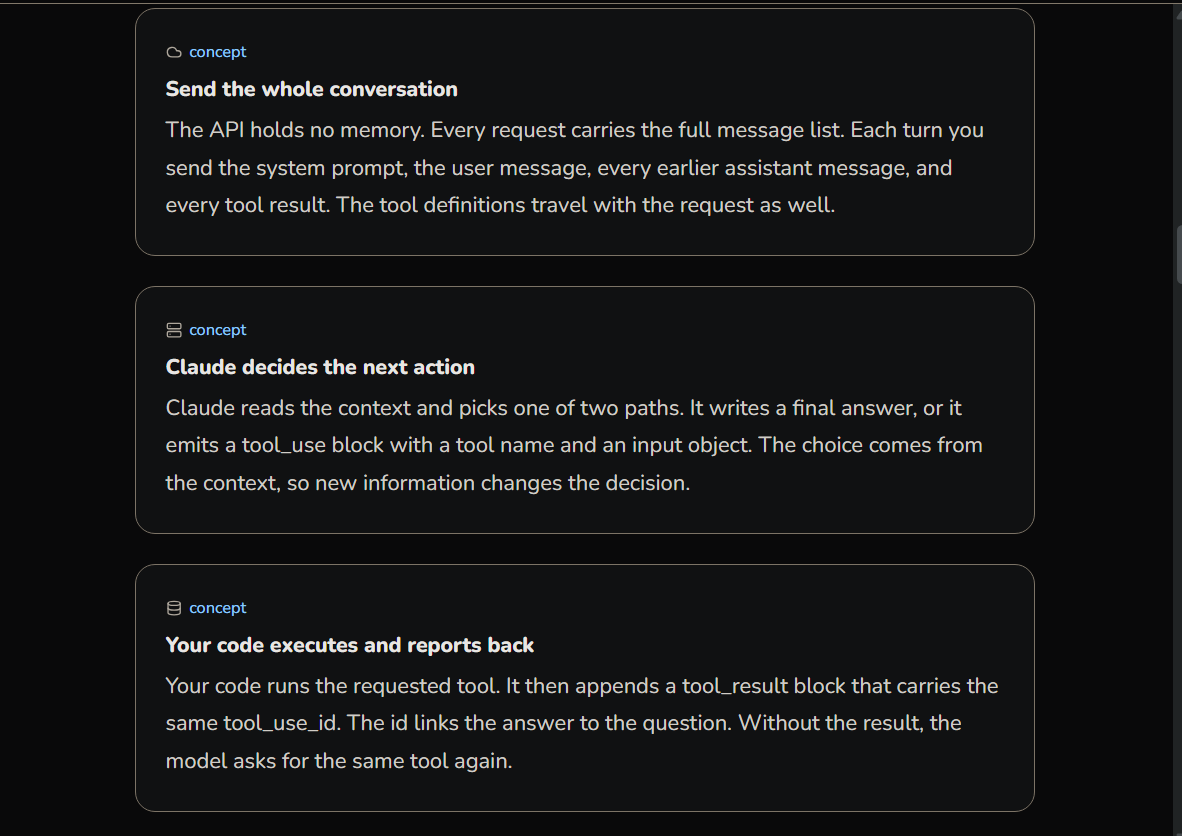 concept
Send the whole conversation
The API holds no memory. Every request carries the full message list. Each turn you
send the system prompt, the user message, every earlier assistant message, and
every tool result. The tool definitions travel with the request as well.
concept
Claude decides the next action
Claude reads the context and picks one of two paths. It writes a final answer, or it
emits a tool_use block with a tool name and an input object. The choice comes from
the context, so new information changes the decision.
concept
Your code executes and reports back
Your code runs the requested tool. It then appends a tool_result block that carries the
same tool_use_id. The id links the answer to the question. Without the result, the
model asks for the same tool again.